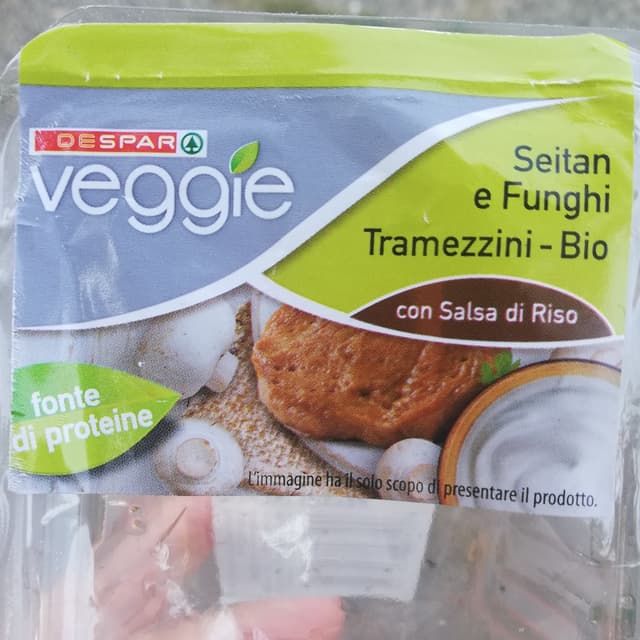 DESPAR
veggie
Seitan
e Funghi
Tramezzini - Bio
con Salsa di Riso
fonte
di proteine
L'immagine ha il solo scopo di presentare il prodotto.